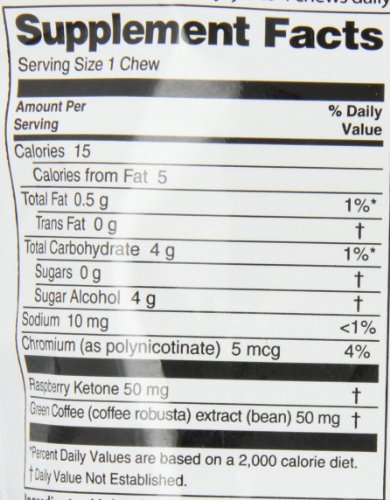 chews daily
Supplement Facts
Serving Size 1 Chew
Amount Per Serving
% Daily Value
Calories 15
Calories from Fat 5
Total Fat 0.5 g 1%*
Trans Fat 0 g †
Total Carbohydrate 4 g 1%*
Sugars 0 g †
Sugar Alcohol 4 g †
Sodium 10 mg <1%
Chromium (as polynicotinate) 5 mcg 4%
Raspberry Ketone 50 mg †
Green Coffee (coffee robusta) extract (bean) 50 mg †
*Percent Daily Values are based on a 2,000 calorie diet.
† Daily Value Not Established.